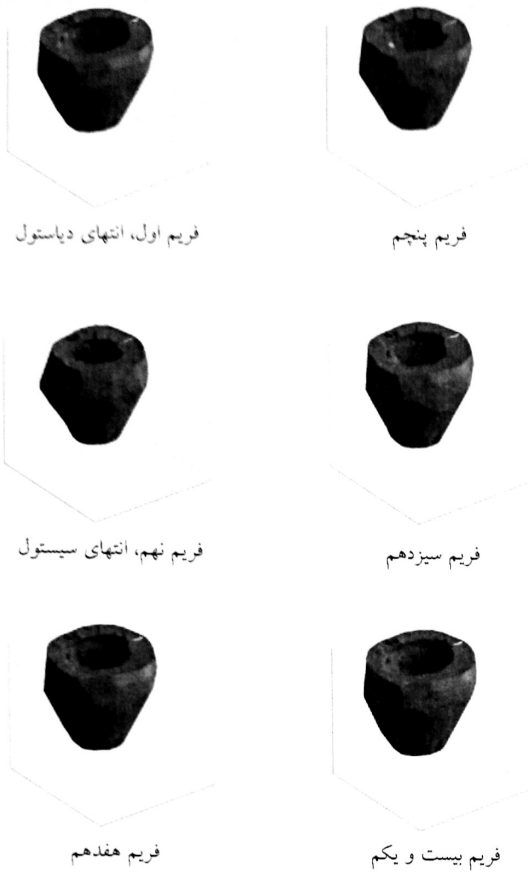 فریم اول، انتهای دیاستول
فریم پنجم
فریم نهم، انتهای سیستول
فریم سیزدهم
فریم هفدهم
فریم بیست و یکم